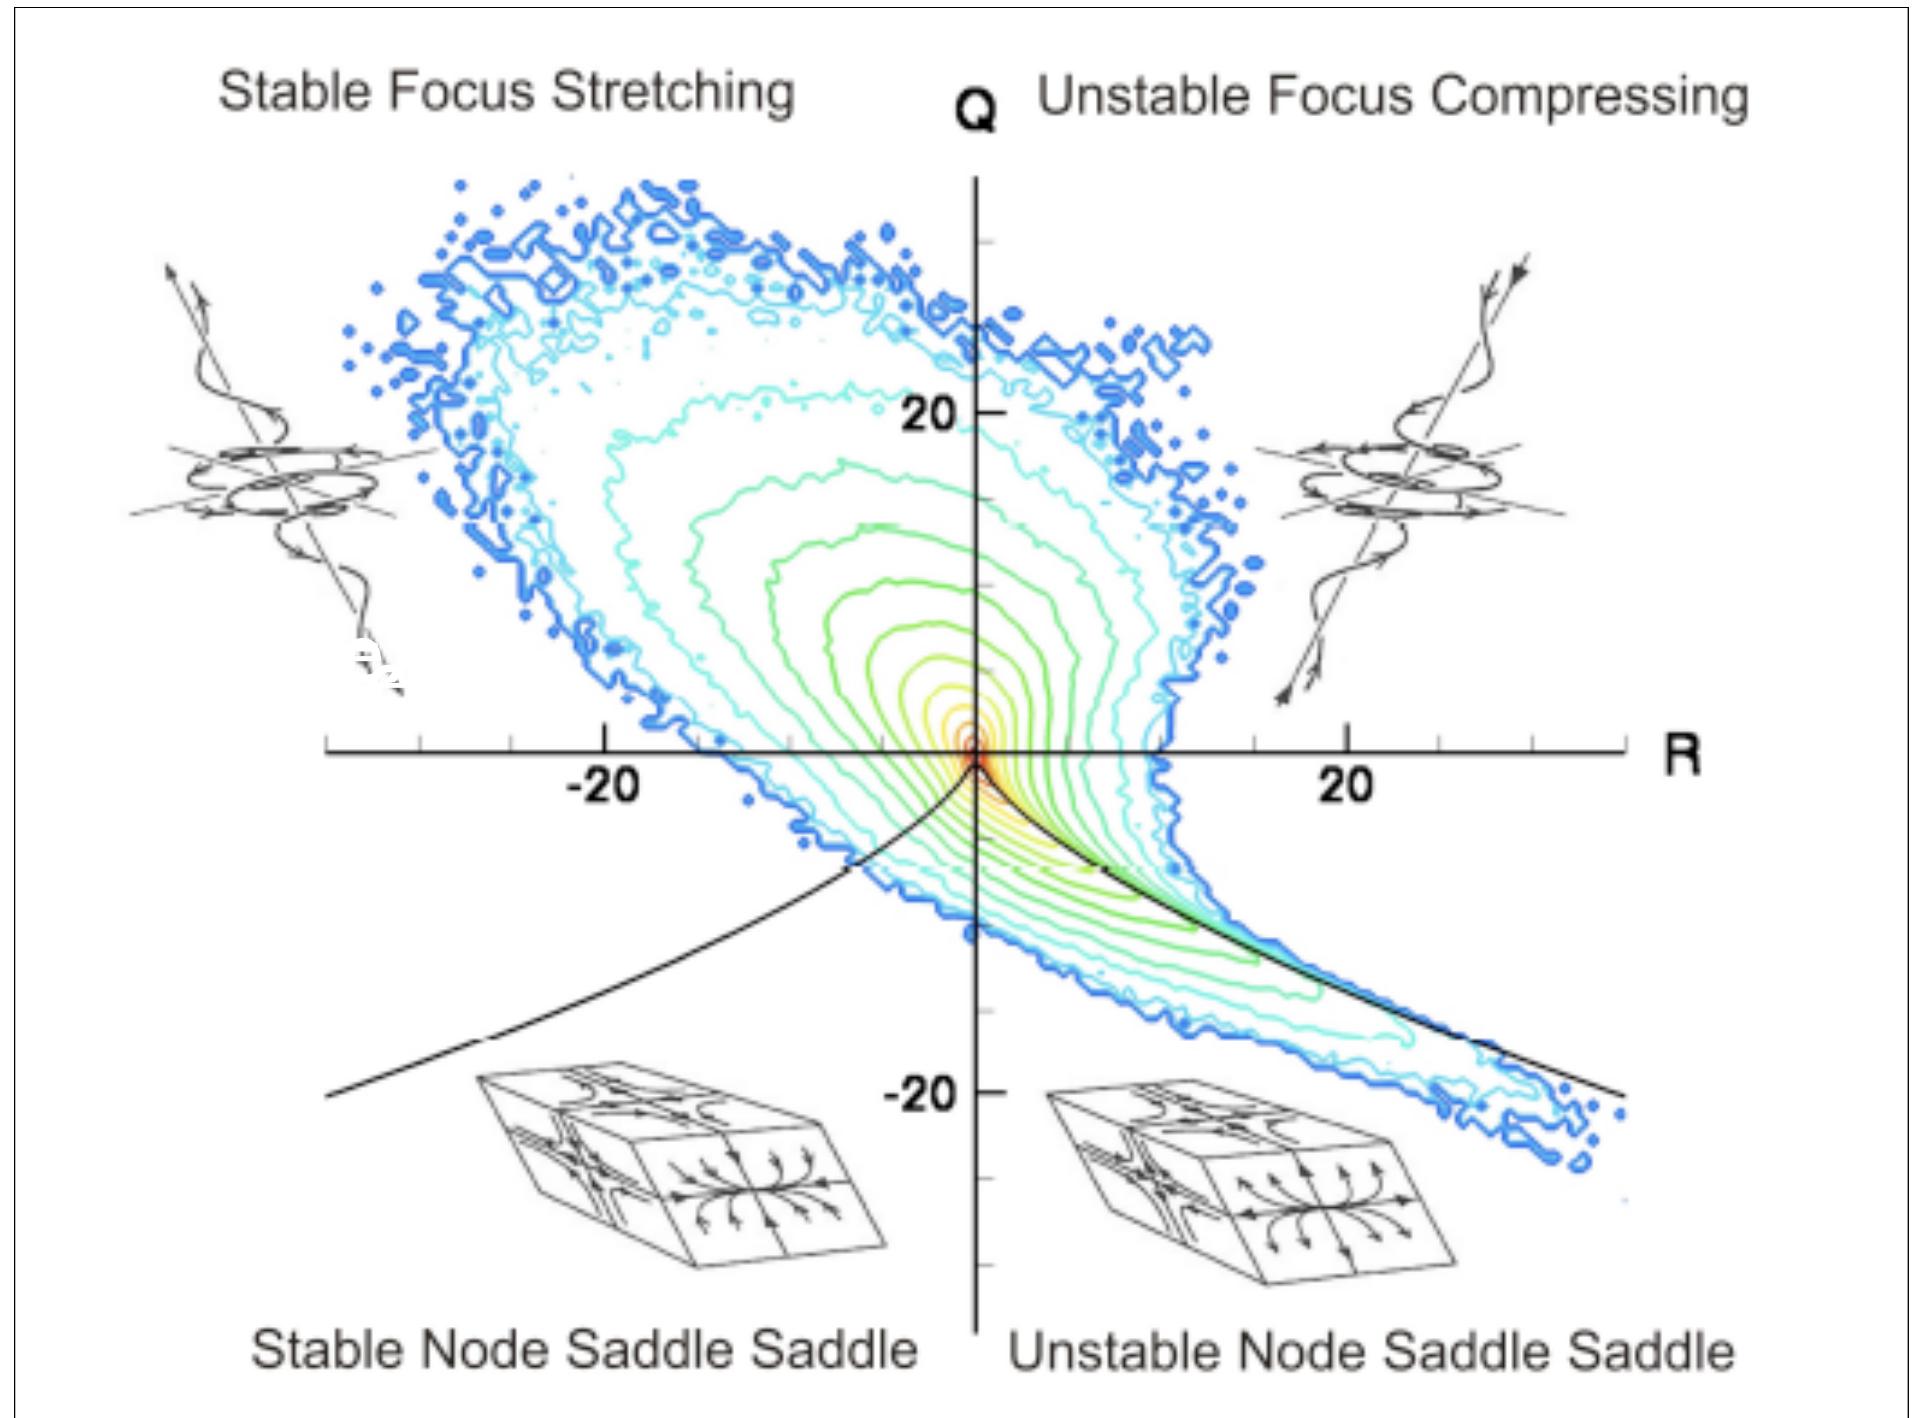 Stable Focus Stretching
Q
Unstable Focus Compressing
20
-20
20
R
-20
Stable Node Saddle Saddle
Unstable Node Saddle Saddle